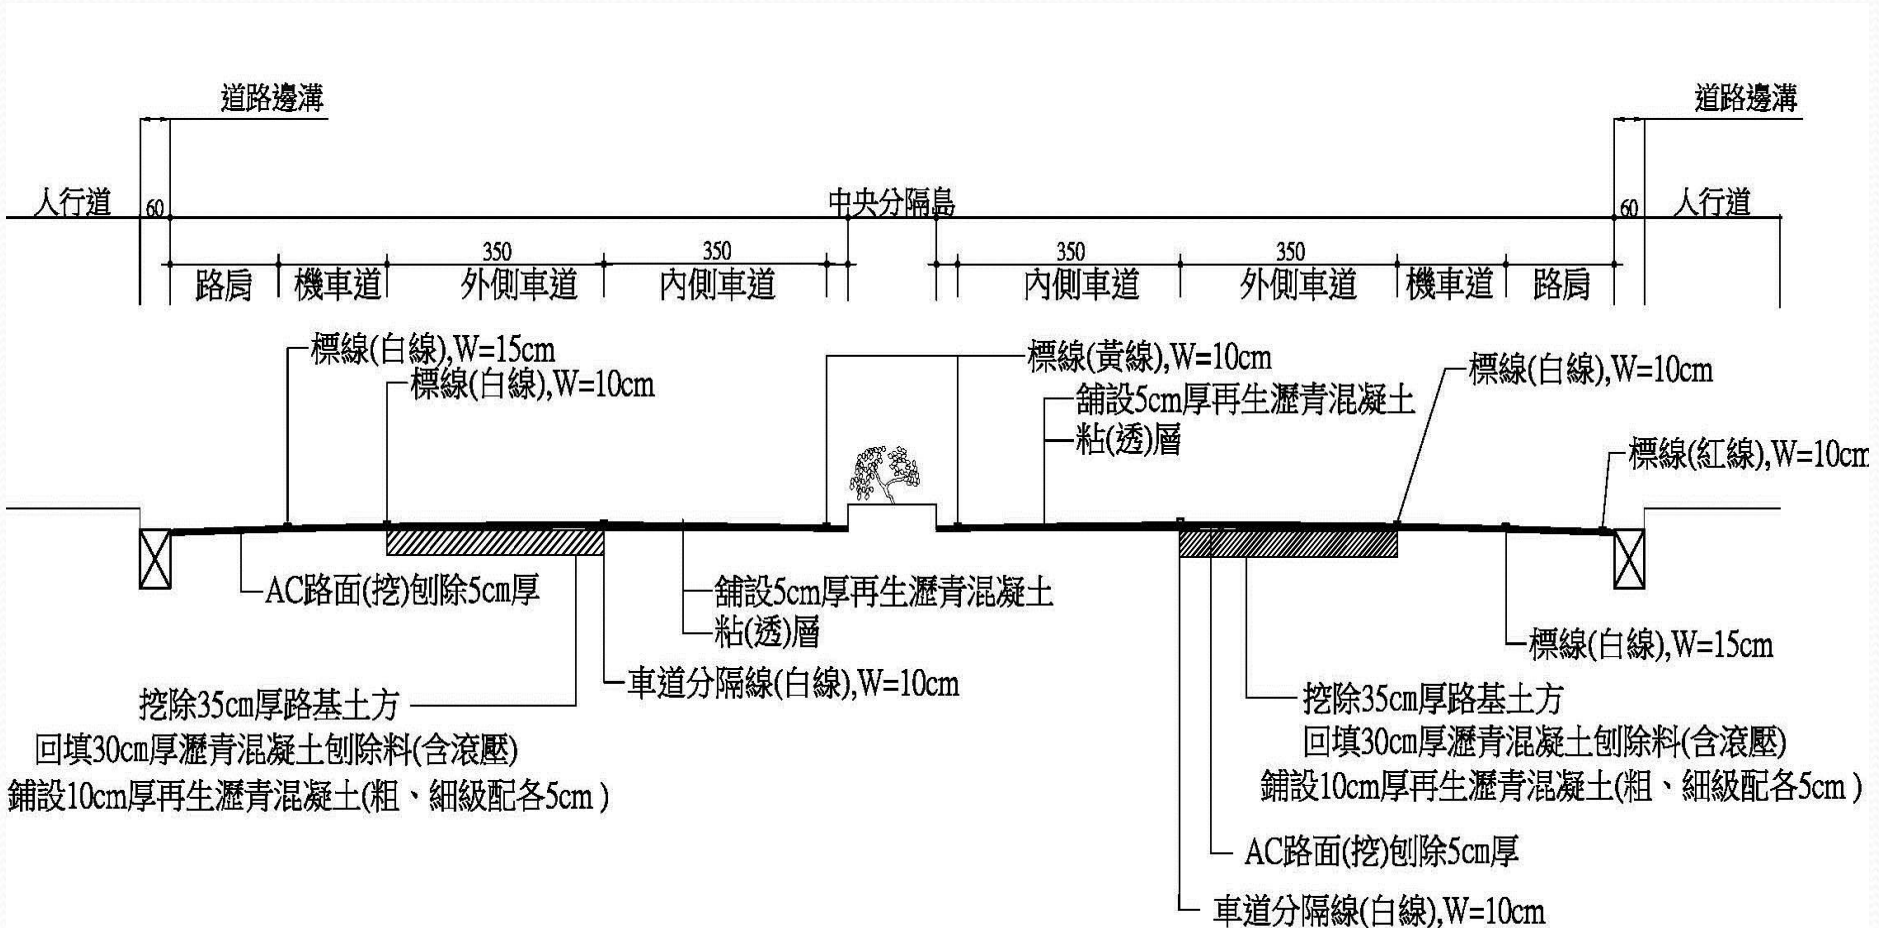 道路邊溝
道路邊溝
人行道
60
中央分隔島
60
人行道
350
350
350
350
路肩
機車道
外側車道
內側車道
內側車道
外側車道
機車道
路肩
標線(白線),W=15cm
標線(白線),W=10cm
標線(黃線),W=10cm
舖設5cm厚再生瀝青混凝土
粘(透)層
標線(白線),W=10cm
標線(紅線),W=10cm
AC路面(挖)刨除5cm厚
舖設5cm厚再生瀝青混凝土
粘(透)層
車道分隔線(白線),W=10cm
標線(白線),W=15cm
挖除35cm厚路基土方
回填30cm厚瀝青混凝土刨除料(含滾壓)
鋪設10cm厚再生瀝青混凝土(粗、細級配各5cm)
挖除35cm厚路基土方
回填30cm厚瀝青混凝土刨除料(含滾壓)
鋪設10cm厚再生瀝青混凝土(粗、細級配各5cm)
AC路面(挖)刨除5cm厚
車道分隔線(白線),W=10cm